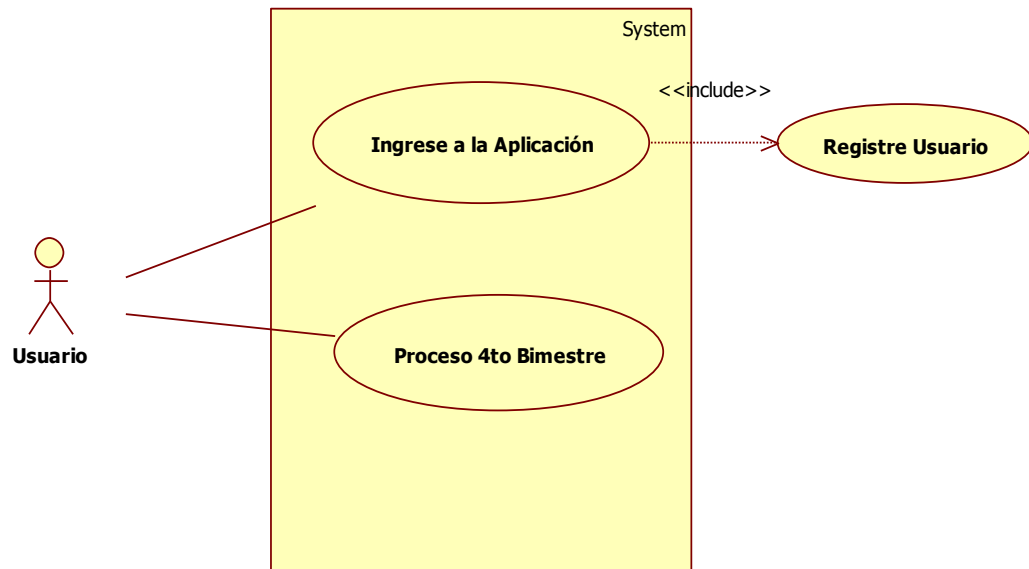 System
<<include>>
Ingrese a la Aplicación
Registre Usuario
Usuario
Proceso 4to Bimestre